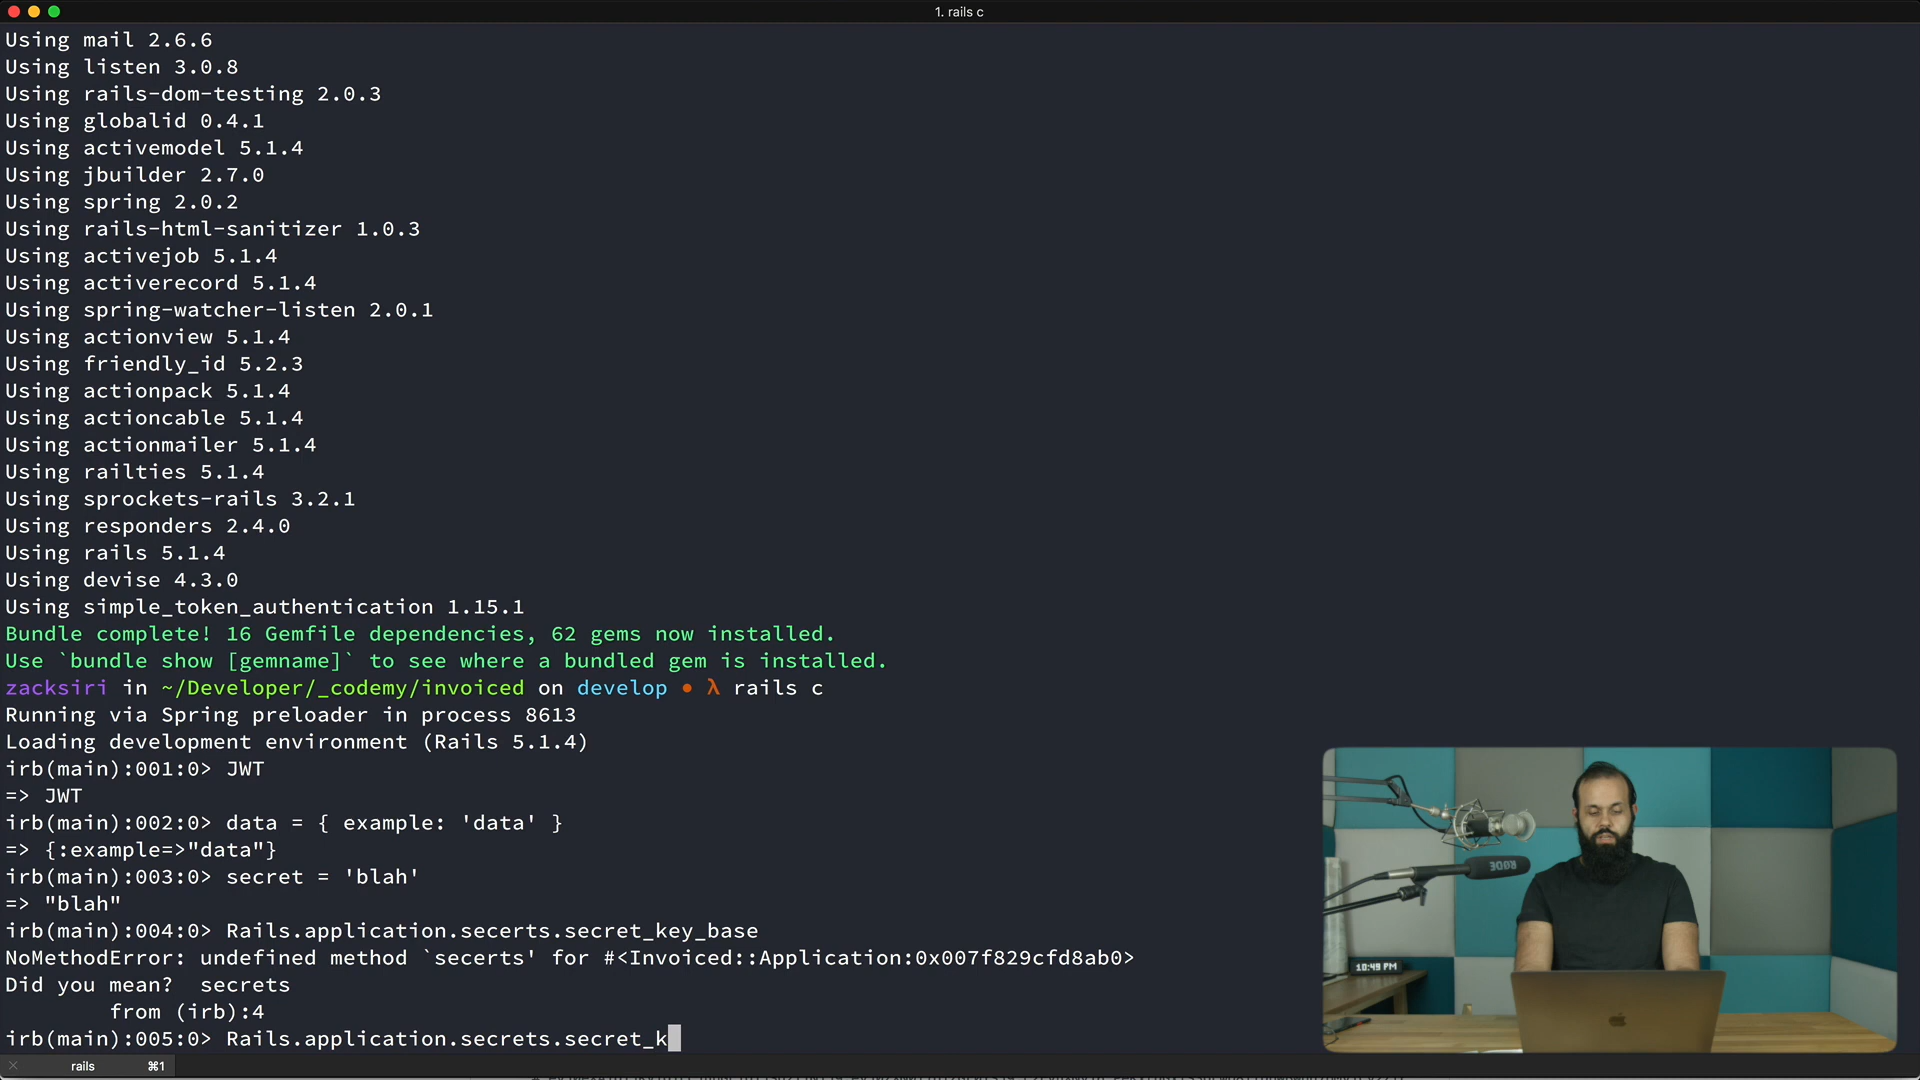 1. rails c
Using mail 2.6.6
Using listen 3.0.8
Using rails-dom-testing 2.0.3
Using globalid 0.4.1
Using activemodel 5.1.4
Using jbuilder 2.7.0
Using spring 2.0.2
Using rails-html-sanitizer 1.0.3
Using activejob 5.1.4
Using activerecord 5.1.4
Using spring-watcher-listen 2.0.1
Using actionview 5.1.4
Using friendly_id 5.2.3
Using actionpack 5.1.4
Using actioncable 5.1.4
Using actionmailer 5.1.4
Using railties 5.1.4
Using sprockets-rails 3.2.1
Using responders 2.4.0
Using rails 5.1.4
Using devise 4.3.0
Using simple_token_authentication 1.15.1
Bundle complete! 16 Gemfile dependencies, 62 gems now installed.
Use `bundle show [gemname]` to see where a bundled gem is installed.
zacksiri in ~/Developer/_codemy/invoiced on develop • λ rails c
Running via Spring preloader in process 8613
Loading development environment (Rails 5.1.4)
irb(main):001:0> JWT
=> JWT
irb(main):002:0> data = { example: 'data' }
=> {:example=>"data"}
irb(main):003:0> secret = 'blah'
=> "blah"
irb(main):004:0> Rails.application.secerts.secret_key_base
NoMethodError: undefined method `secerts' for #<Invoiced::Application:0x007f829cfd8ab0>
Did you mean?  secrets
        from (irb):4
irb(main):005:0> Rails.application.secrets.secret_k
RØDE
10:49 PM
rails ⌘1